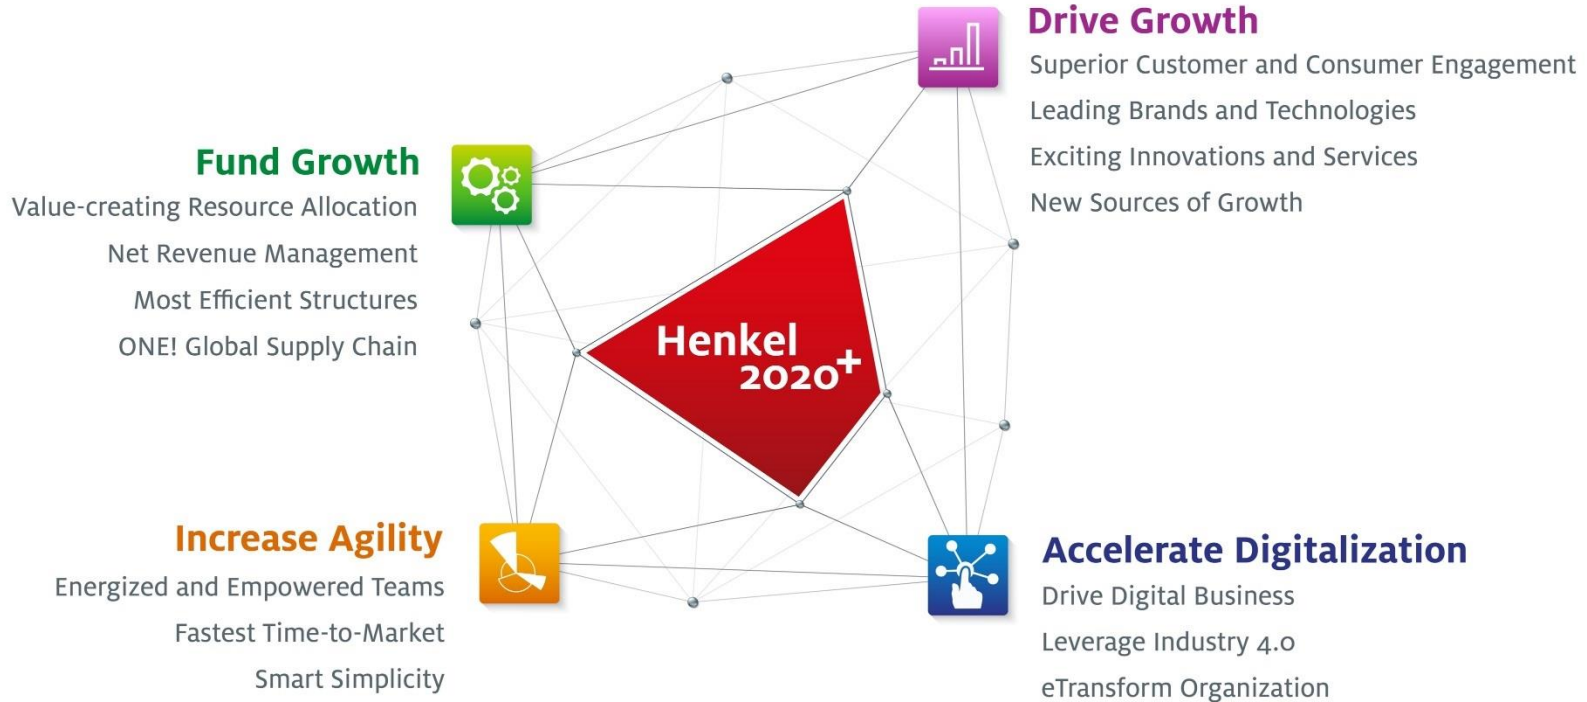 Drive Growth
Superior Customer and Consumer Engagement
Leading Brands and Technologies
Exciting Innovations and Services
New Sources of Growth
Fund Growth
Value-creating Resource Allocation
Net Revenue Management
Most Efficient Structures
ONE! Global Supply Chain
Henkel
2020+
Increase Agility
Energized and Empowered Teams
Fastest Time-to-Market
Smart Simplicity
Accelerate Digitalization
Drive Digital Business
Leverage Industry 4.0
eTransform Organization